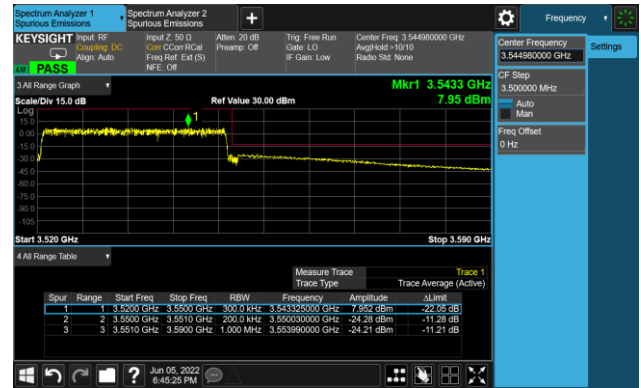 Spectrum Analyzer 1
Spurious Emissions
Spectrum Analyzer 2
Spurious Emissions
Frequency
KEYSIGHT
Input: RF
Coupling: DC
Align: Auto
Input Z: 50 Ω
Corr CCorr RCal
Freq Ref: Ext (S)
NFE: Off
Atten: 20 dB
Preamp: Off
Trig: Free Run
Gate: LO
IF Gain: Low
Center Freq: 3.544980000 GHz
Avg|Hold:>10/10
Radio Std: None
LXI
PASS
Center Frequency
3.544980000 GHz
Settings
CF Step
3.500000 MHz
Auto
Man
Freq Offset
0 Hz
3 All Range Graph
Mkr1 3.5433 GHz
7.95 dBm
Scale/Div 15.0 dB
Ref Value 30.00 dBm
Log
15.0
0.00
-15.0
-30.0
-45.0
-60.0
-75.0
-90.0
-105
1
Start 3.520 GHz
Stop 3.590 GHz
4 All Range Table
Measure Trace Trace 1
Trace Type Trace Average (Active)
Spur Range Start Freq Stop Freq RBW Frequency Amplitude ΔLimit
1 1 3.5200 GHz 3.5500 GHz 300.0 kHz 3.543325000 GHz 7.952 dBm -22.05 dB
2 2 3.5500 GHz 3.5510 GHz 200.0 kHz 3.550030000 GHz -24.28 dBm -11.28 dB
3 3 3.5510 GHz 3.5900 GHz 1.000 MHz 3.553990000 GHz -24.21 dBm -11.21 dB
?
Jun 05, 2022
6:45:25 PM